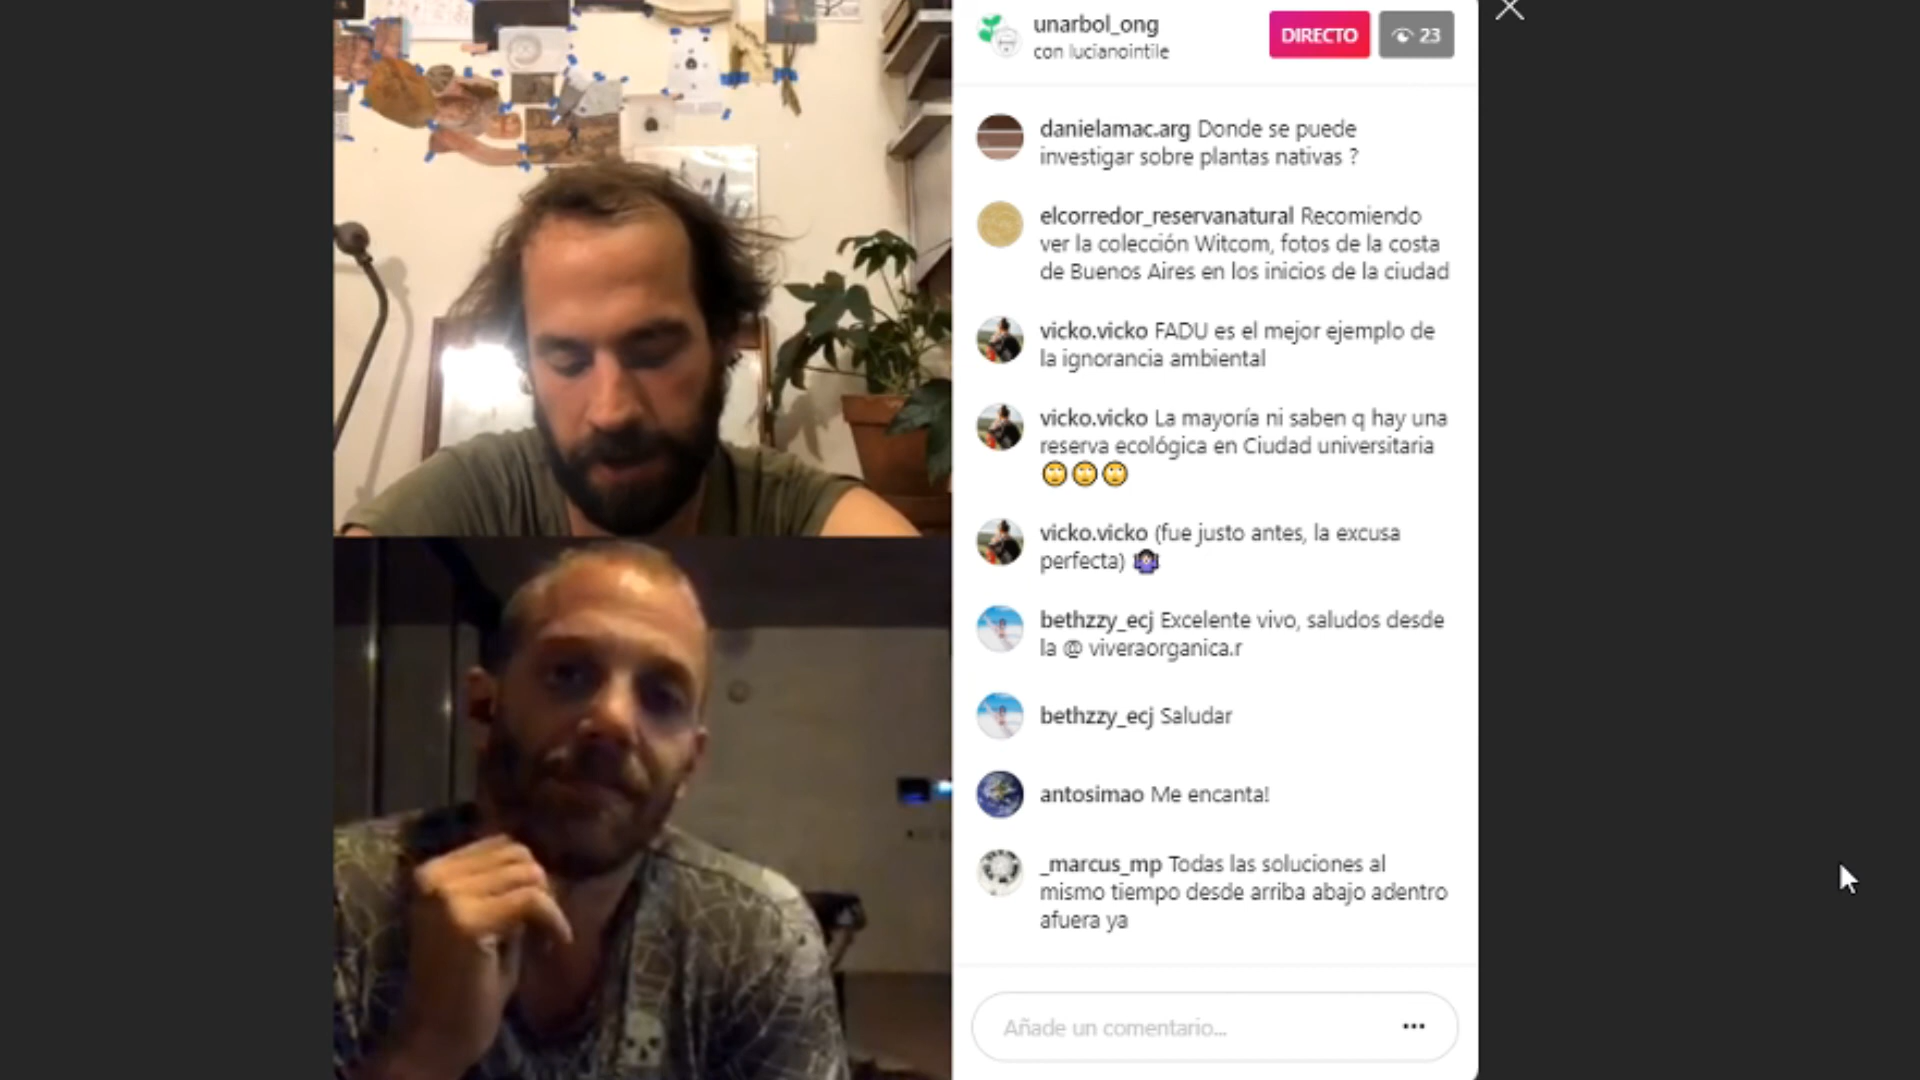 unarbol_ong
con lucianointile
DIRECTO
23
danielamac.arg Donde se puede
investigar sobre plantas nativas ?
elcorredor_reservanatural Recomiendo
ver la colección Witcom, fotos de la costa
de Buenos Aires en los inicios de la ciudad
vicko.vicko FADU es el mejor ejemplo de
la ignorancia ambiental
vicko.vicko La mayoría ni saben q hay una
reserva ecológica en Ciudad universitaria
🙄🙄🙄
vicko.vicko (fue justo antes, la excusa
perfecta) 🤷🏻‍♀️
bethzzy_ecj Excelente vivo, saludos desde
la @ viveraorganica.r
bethzzy_ecj Saludar
antosimao Me encanta!
_marcus_mp Todas las soluciones al
mismo tiempo desde arriba abajo adentro
afuera ya
Añade un comentario...